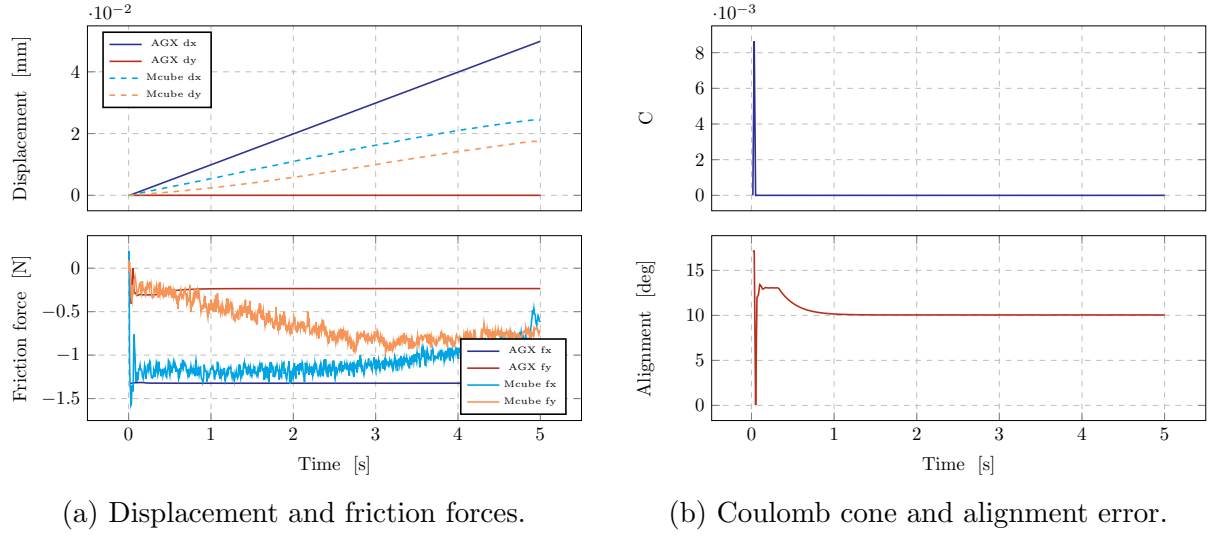 ·10−2
Displacement [mm]
4
2
0
AGX dx
AGX dy
Mcube dx
Mcube dy
Friction force [N]
0
−0.5
−1
−1.5
AGX fx
AGX fy
Mcube fx
Mcube fy
0 1 2 3 4 5
Time [s]
(a) Displacement and friction forces.
·10−3
C
8
6
4
2
0
Alignment [deg]
15
10
5
0
0 1 2 3 4 5
Time [s]
(b) Coulomb cone and alignment error.